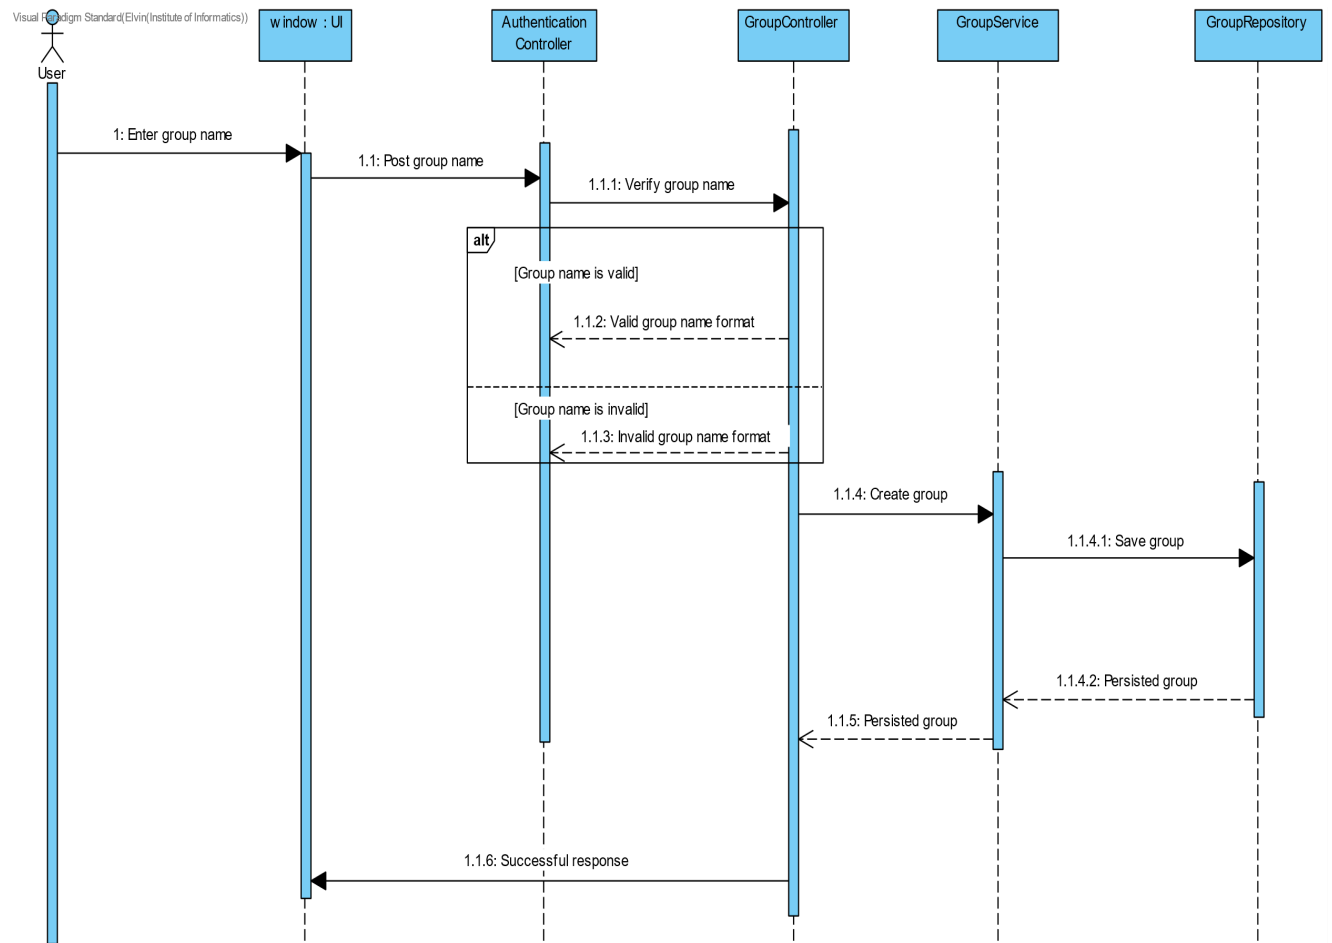 Visual Paradigm Standard(Elvin(Institute of Informatics))
User
window : UI
Authentication
Controller
GroupController
GroupService
GroupRepository
1: Enter group name
1.1: Post group name
1.1.1: Verify group name
alt
[Group name is valid]
1.1.2: Valid group name format
[Group name is invalid]
1.1.3: Invalid group name format
1.1.4: Create group
1.1.4.1: Save group
1.1.4.2: Persisted group
1.1.5: Persisted group
1.1.6: Successful response